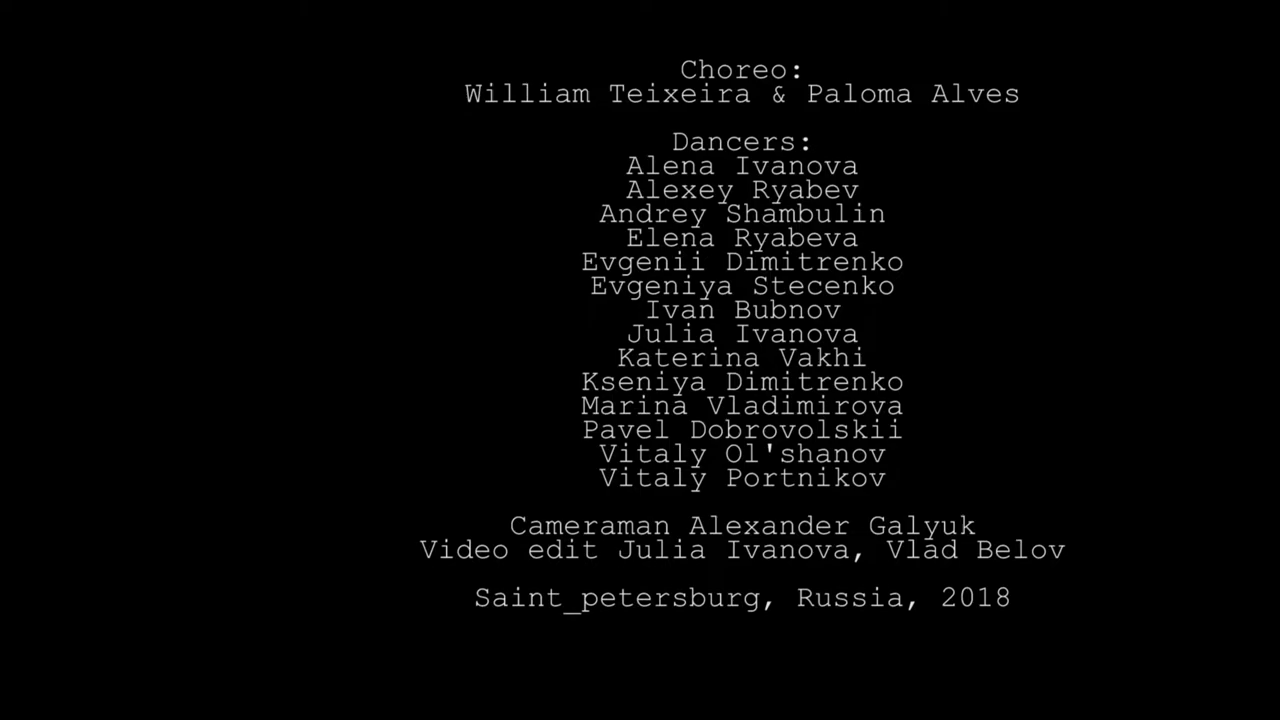 Choreo:
William Teixeira & Paloma Alves
Dancers:
Alena Ivanova
Alexey Ryabev
Andrey Shambulin
Elena Ryabeva
Evgenii Dimitrenko
Evgeniya Stecenko
Ivan Bubnov
Julia Ivanova
Katerina Vakhi
Kseniya Dimitrenko
Marina Vladimirova
Pavel Dobrovolskii
Vitaly Ol'shanov
Vitaly Portnikov
Cameraman Alexander Galyuk
Video edit Julia Ivanova, Vlad Belov
Saint_petersburg, Russia, 2018